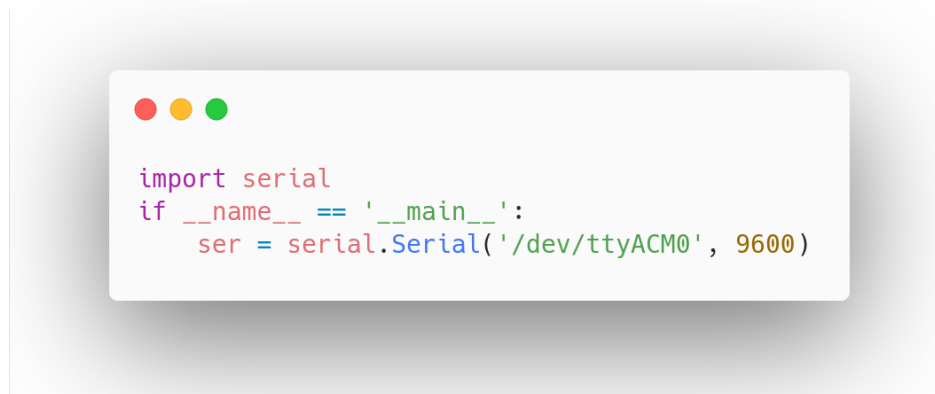 import serial
if __name__ == '__main__':
    ser = serial.Serial('/dev/ttyACM0', 9600)